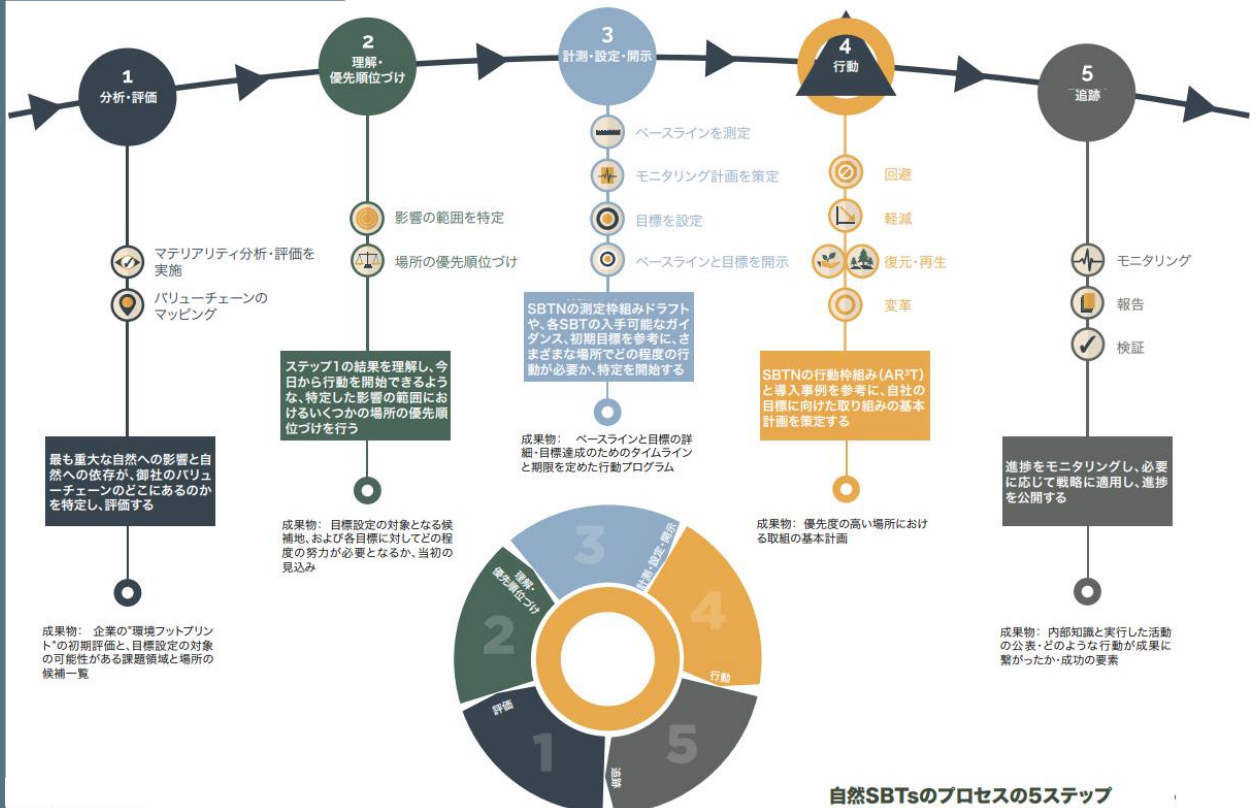 1
分析・評価
マテリアリティ分析・評価を
実施
バリューチェーンの
マッピング
最も重大な自然への影響と自
然への依存が、御社のバリュ
ーチェーンのどこにあるのか
を特定し、評価する
成果物： 企業の"環境フットプリン
ト"の初期評価と、目標設定の対象
の可能性がある課題領域と場所の
候補一覧
2
理解・
優先順位づけ
影響の範囲を特定
場所の優先順位づけ
ステップ1の結果を理解し、今
日から行動を開始できるよう
な、特定した影響の範囲にお
けるいくつかの場所の優先順
位づけを行う
成果物： 目標設定の対象となる候
補地、および各目標に対してどの程
度の努力が必要となるか、当初の
見込み
3
計測・設定・開示
ベースラインを測定
モニタリング計画を策定
目標を設定
ベースラインと目標を開示
SBTNの測定枠組みドラフト
や、各SBTの入手可能なガイ
ダンス、初期目標を参考に、さ
まざまな場所でどの程度の行
動が必要か、特定を開始する
成果物： ベースラインと目標の詳
細・目標達成のためのタイムライン
と期限を定めた行動プログラム
4
行動
回避
軽減
復元・再生
変革
SBTNの行動枠組み(AR³T)
と導入事例を参考に、自社の
目標に向けた取り組みの基本
計画を策定する
成果物： 優先度の高い場所におけ
る取組の基本計画
5
追跡
モニタリング
報告
検証
進捗をモニタリングし、必要
に応じて戦略に適用し、進捗
を公開する
成果物： 内部知識と実行した活動
の公表・どのような行動が成果に
繋がったか・成功の要素
1
評価
2
理解・
優先順位づけ
3
計測・設定・開示
4
行動
5
追跡
自然SBTsのプロセスの5ステップ